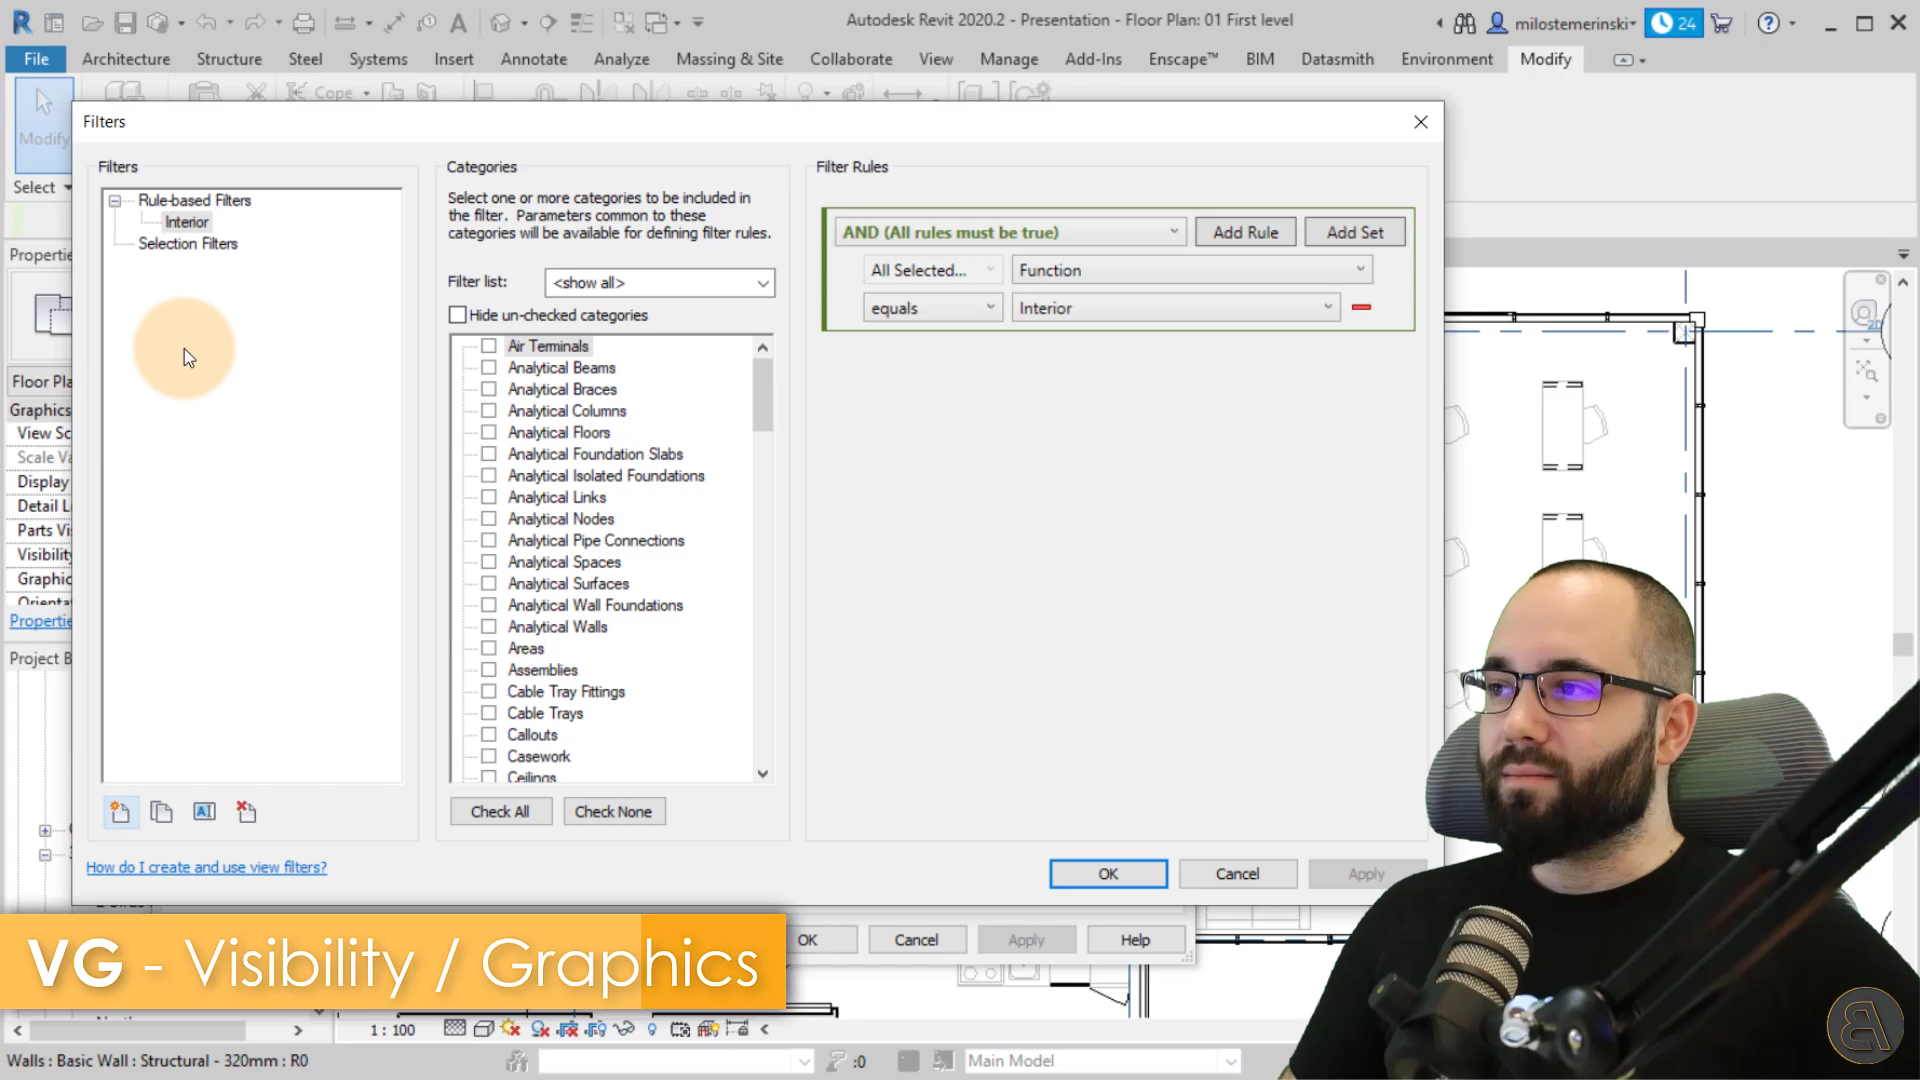 Autodesk Revit 2020.2 - Presentation - Floor Plan: 01 First level
milostemerinski
24
File
Architecture
Structure
Steel
Systems
Insert
Annotate
Analyze
Massing & Site
Collaborate
View
Manage
Add-Ins
Enscape™
BIM
Datasmith
Environment
Modify
Modify
Cope
Select
Filters
Filters
Rule-based Filters
Interior
Selection Filters
Categories
Select one or more categories to be included in
the filter. Parameters common to these
categories will be available for defining filter rules.
Filter list:
<show all>
Hide un-checked categories
Air Terminals
Analytical Beams
Analytical Braces
Analytical Columns
Analytical Floors
Analytical Foundation Slabs
Analytical Isolated Foundations
Analytical Links
Analytical Nodes
Analytical Pipe Connections
Analytical Spaces
Analytical Surfaces
Analytical Wall Foundations
Analytical Walls
Areas
Assemblies
Cable Tray Fittings
Cable Trays
Callouts
Casework
Ceilings
Check All
Check None
Filter Rules
AND (All rules must be true)
Add Rule
Add Set
All Selected...
Function
equals
Interior
How do I create and use view filters?
OK
Cancel
Apply
Properti
Floor Pla
Graphics
View Sc
Scale Va
Display
Detail L
Parts Vi
Visibility
Graphic
Orientat
Propertie
Project B
2D
OK
Cancel
Apply
Help
VG - Visibility / Graphics
1 : 100
Walls : Basic Wall : Structural - 320mm : R0
:0
Main Model